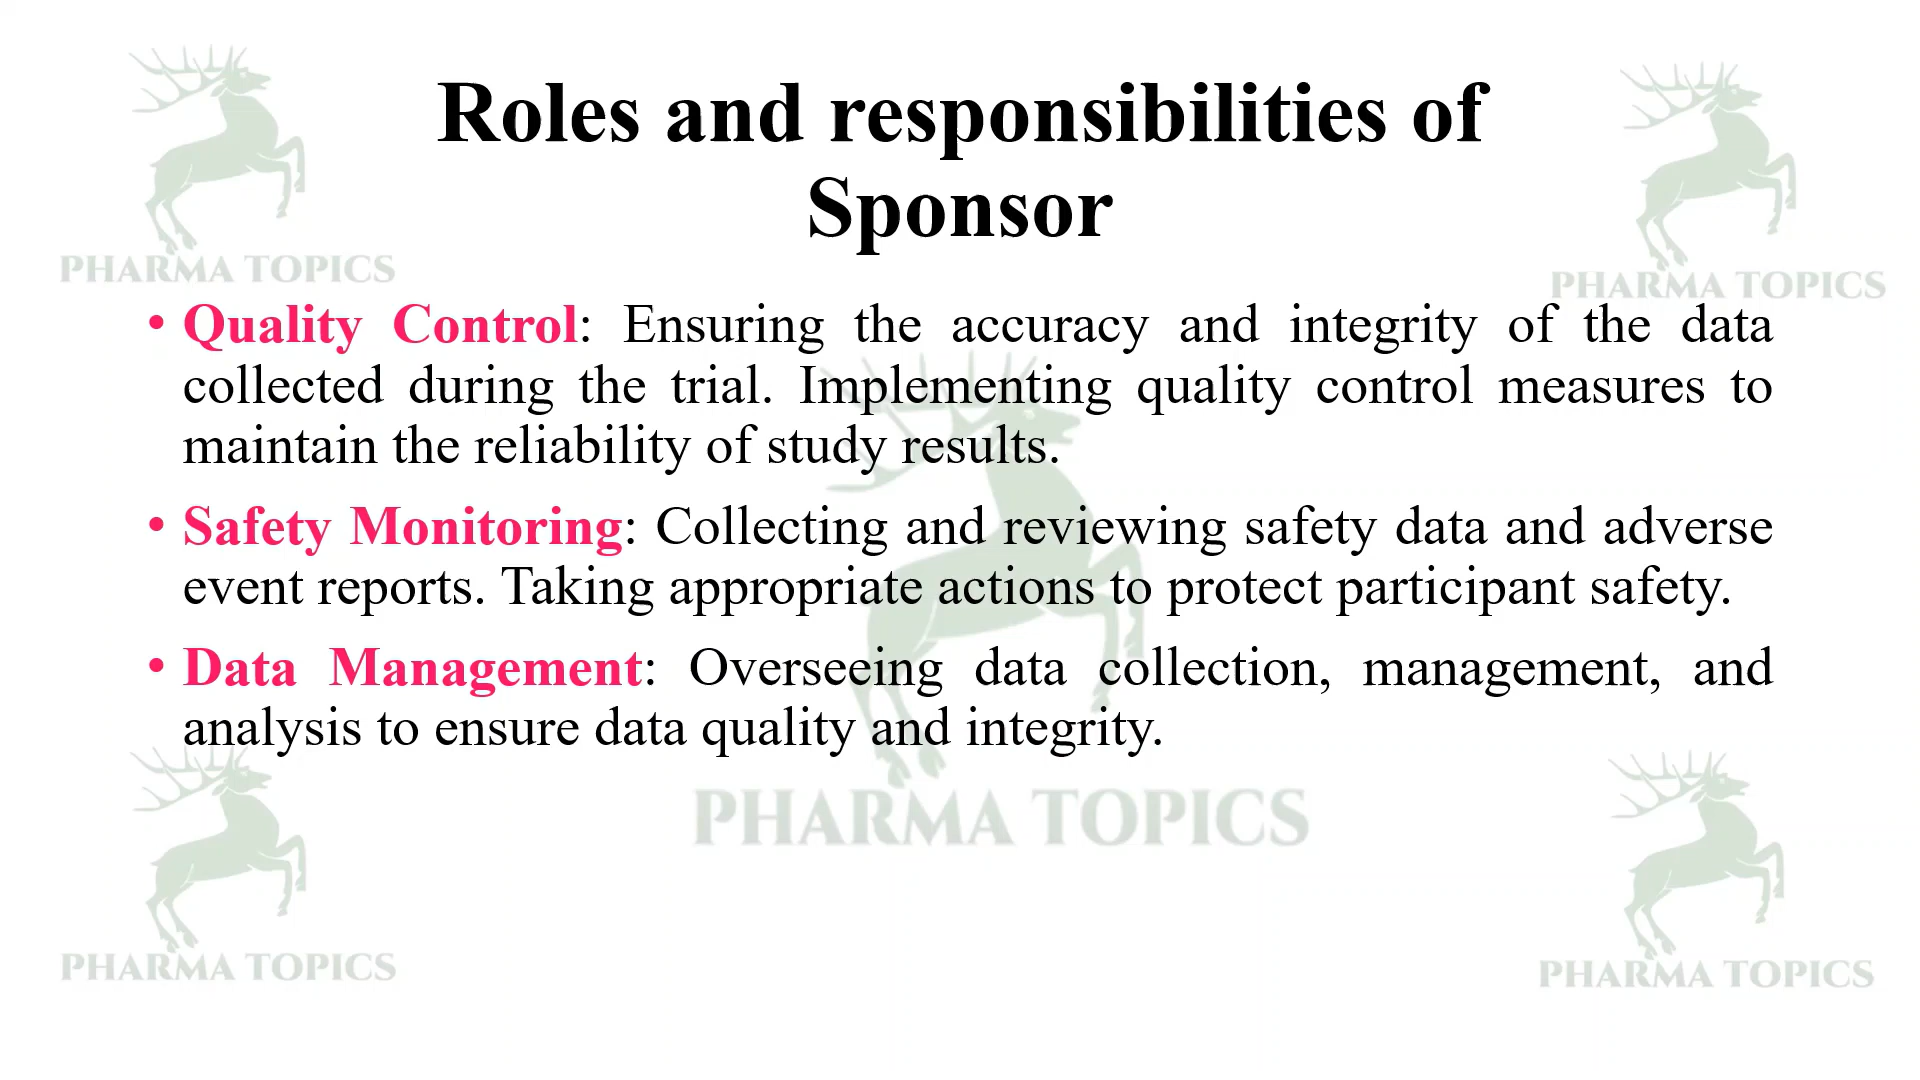 Roles and responsibilities of
Sponsor
PHARMA TOPICS
PHARMA TOPICS
• Quality Control: Ensuring the accuracy and integrity of the data
collected during the trial. Implementing quality control measures to
maintain the reliability of study results.
• Safety Monitoring: Collecting and reviewing safety data and adverse
event reports. Taking appropriate actions to protect participant safety.
• Data Management: Overseeing data collection, management, and
analysis to ensure data quality and integrity.
PHARMA TOPICS
PHARMA TOPICS
PHARMA TOPICS